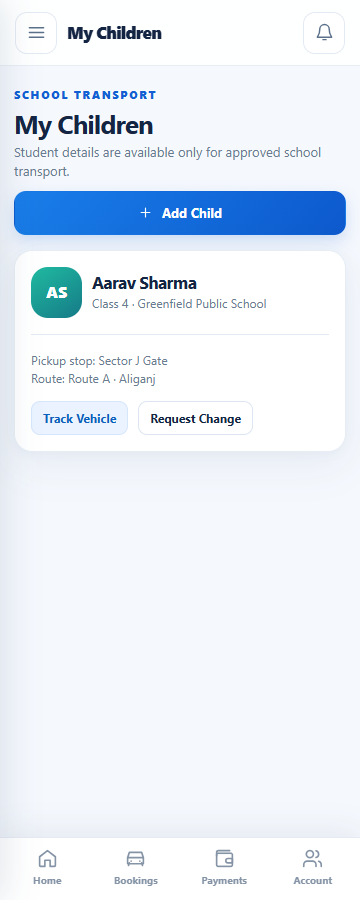 My Children
SCHOOL TRANSPORT
My Children
Student details are available only for approved school
transport.
+ Add Child
AS
Aarav Sharma
Class 4 · Greenfield Public School
Pickup stop: Sector J Gate
Route: Route A · Aliganj
Track Vehicle
Request Change
Home
Bookings
Payments
Account